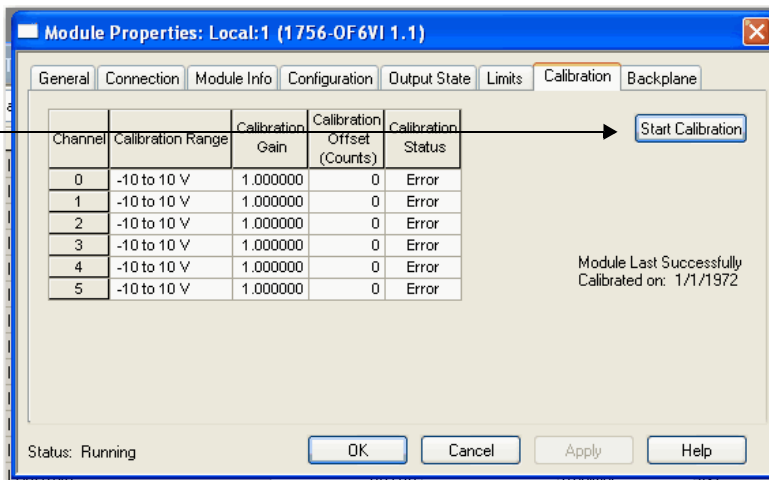 Module Properties: Local:1 (1756-OF6VI 1.1)
General Connection Module Info Configuration Output State Limits Calibration Backplane
Channel Calibration Range Calibration Gain Calibration Offset (Counts) Calibration Status
0 -10 to 10 V 1.000000 0 Error
1 -10 to 10 V 1.000000 0 Error
2 -10 to 10 V 1.000000 0 Error
3 -10 to 10 V 1.000000 0 Error
4 -10 to 10 V 1.000000 0 Error
5 -10 to 10 V 1.000000 0 Error
Start Calibration
Module Last Successfully
Calibrated on: 1/1/1972
Status: Running
OK Cancel Apply Help